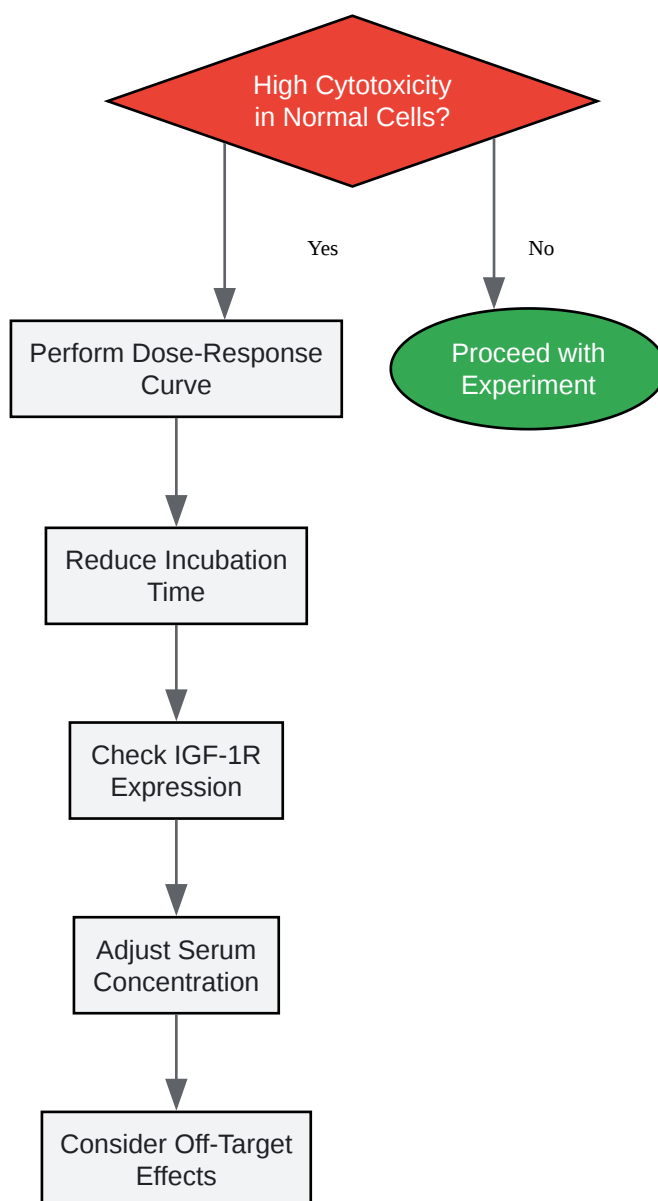 High Cytotoxicity
in Normal Cells?
Yes
No
Perform Dose-Response
Curve
Proceed with
Experiment
Reduce Incubation
Time
Check IGF-1R
Expression
Adjust Serum
Concentration
Consider Off-Target
Effects